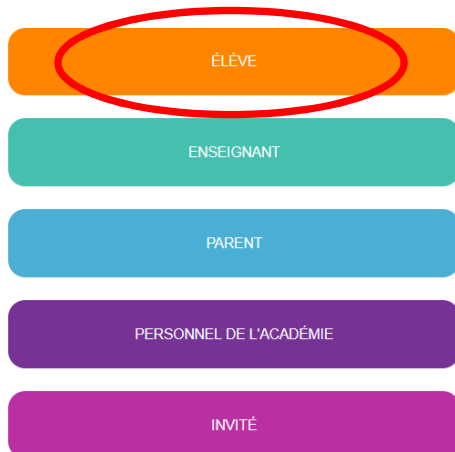 ÉLÈVE
ENSEIGNANT
PARENT
PERSONNEL DE L'ACADÉMIE
INVITÉ